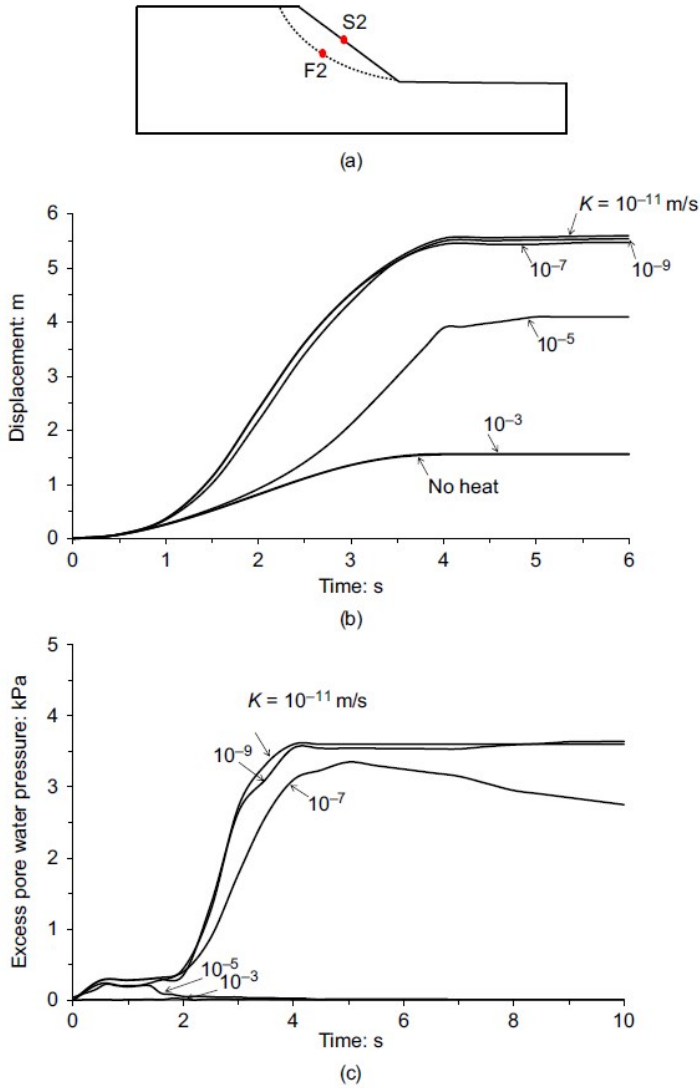 S2
F2
(a)
6
K = 10⁻¹¹ m/s
5
10⁻⁷
10⁻⁹
4
10⁻⁵
Displacement: m
3
2
10⁻³
1
No heat
0
0 1 2 3 4 5 6
Time: s
(b)
5
K = 10⁻¹¹ m/s
4
10⁻⁹
3
10⁻⁷
Excess pore water pressure: kPa
2
1
10⁻⁵
10⁻³
0
0 2 4 6 8 10
Time: s
(c)